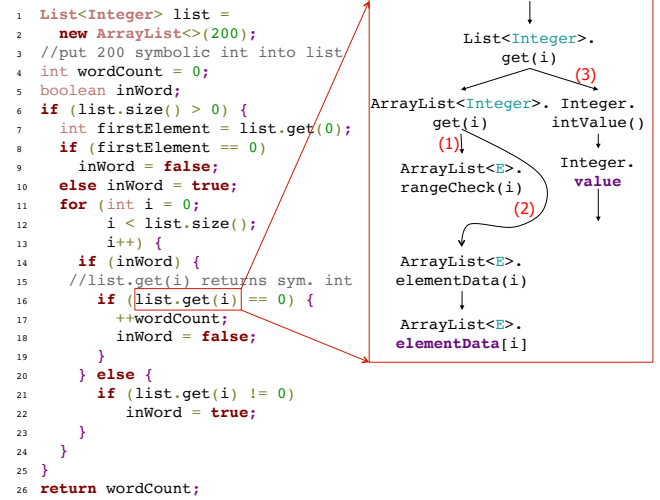 1 List<Integer> list =
2 new ArrayList<>(200);
3 //put 200 symbolic int into list
4 int wordCount = 0;
5 boolean inWord;
6 if (list.size() > 0) {
7 int firstElement = list.get(0);
8 if (firstElement == 0)
9 inWord = false;
10 else inWord = true;
11 for (int i = 0;
12 i < list.size();
13 i++) {
14 if (inWord) {
15 //list.get(i) returns sym. int
16 if (list.get(i) == 0) {
17 ++wordCount;
18 inWord = false;
19 }
20 } else {
21 if (list.get(i) != 0)
22 inWord = true;
23 }
24 }
25 }
26 return wordCount;
List<Integer>.
get(i)
(3)
ArrayList<Integer>.
get(i)
Integer.
intValue()
(1)
ArrayList<E>.
rangeCheck(i)
Integer.
value
(2)
ArrayList<E>.
elementData(i)
ArrayList<E>.
elementData[i]